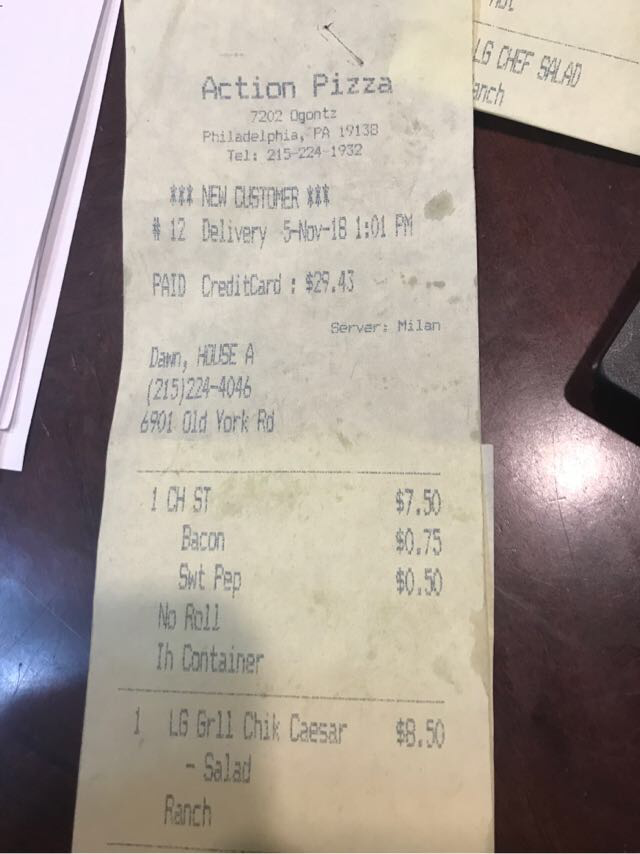 Action Pizza
7202 Ogontz
Philadelphia, PA 19138
Tel: 215-224-1932
*** NEW CUSTOMER ***
# 12 Delivery 5-Nov-18 1:01 PM
PAID CreditCard : $29.43
Server: Milan
Dawn, HOUSE A
(215)224-4046
6901 Old York Rd
1 CH ST $7.50
Bacon $0.75
Swt Pep $0.50
No Roll
In Container
1 LG Grll Chik Caesar $8.50
- Salad
Ranch
LG CHEF SALAD
anch